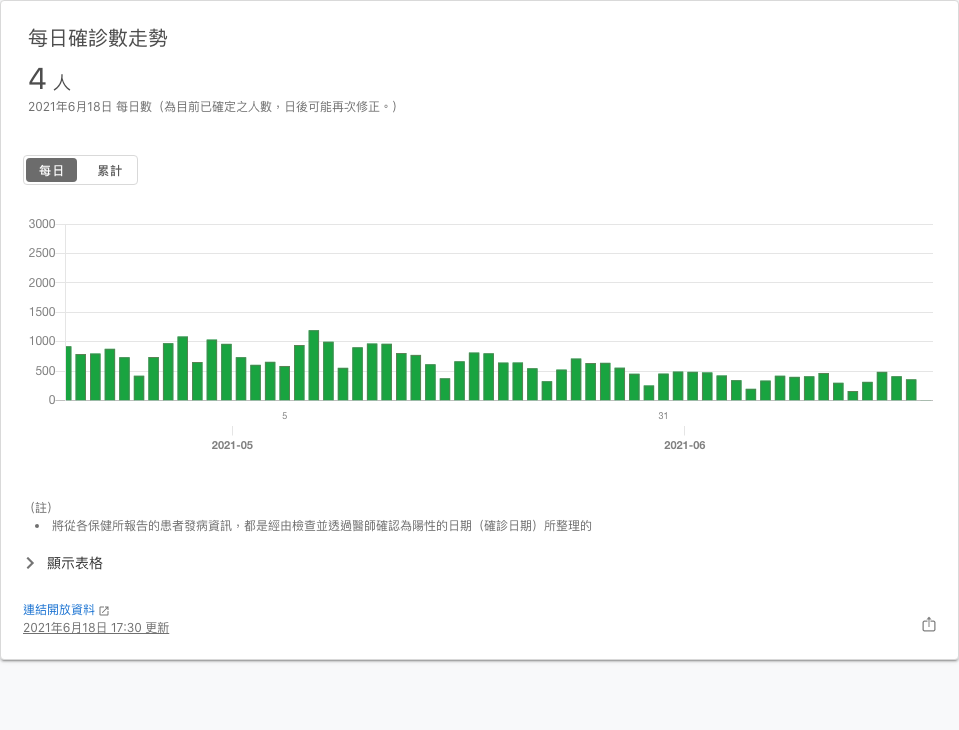 每日確診數走勢
4 人
2021年6月18日 每日數（為目前已確定之人數，日後可能再次修正。）
每日 累計
3000
2500
2000
1500
1000
500
0
5 31
2021-05 2021-06
（註）
• 將從各保健所報告的患者發病資訊，都是經由檢查並透過醫師確認為陽性的日期（確診日期）所整理的
顯示表格
連結開放資料
2021年6月18日 17:30 更新